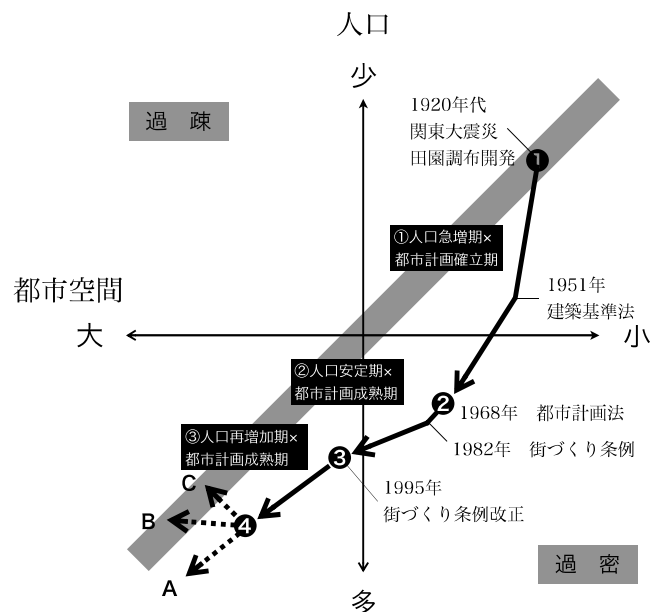 人口
少
過 疎
1920年代
関東大震災
田園調布開発
1
①人口急増期×
都市計画確立期
都市空間
大
小
1951年
建築基準法
②人口安定期×
都市計画成熟期
2
1968年 都市計画法
1982年 街づくり条例
③人口再増加期×
都市計画成熟期
3
1995年
街づくり条例改正
C
B
4
A
過 密
多